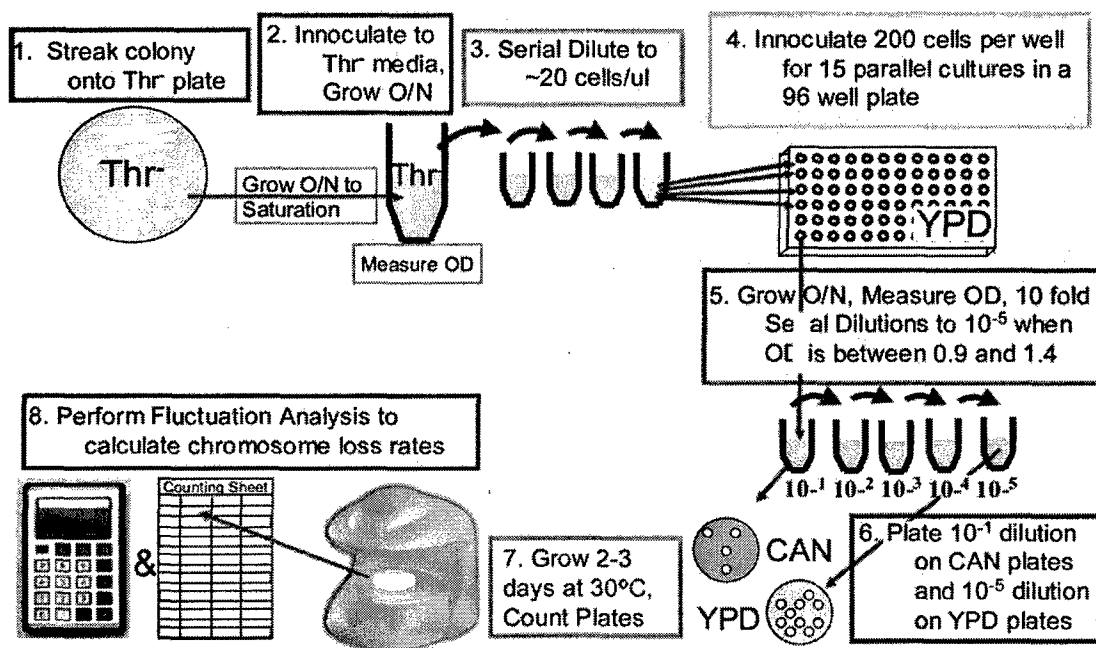 1. Streak colony
onto Thr⁻ plate
Thr⁻
Grow O/N to
Saturation
2. Innoculate to
Thr⁻ media,
Grow O/N
Thr⁻
Measure OD
3. Serial Dilute to
~20 cells/ul
4. Innoculate 200 cells per well
for 15 parallel cultures in a
96 well plate
YPD
5. Grow O/N, Measure OD, 10 fold
Se al Dilutions to 10⁻⁵ when
OD is between 0.9 and 1.4
10-¹ 10-² 10-³ 10-⁴ 10-⁵
6. Plate 10⁻¹ dilution
on CAN plates
and 10⁻⁵ dilution
on YPD plates
CAN
YPD
7. Grow 2-3
days at 30ºC,
Count Plates
8. Perform Fluctuation Analysis to
calculate chromosome loss rates
Counting Sheet
&